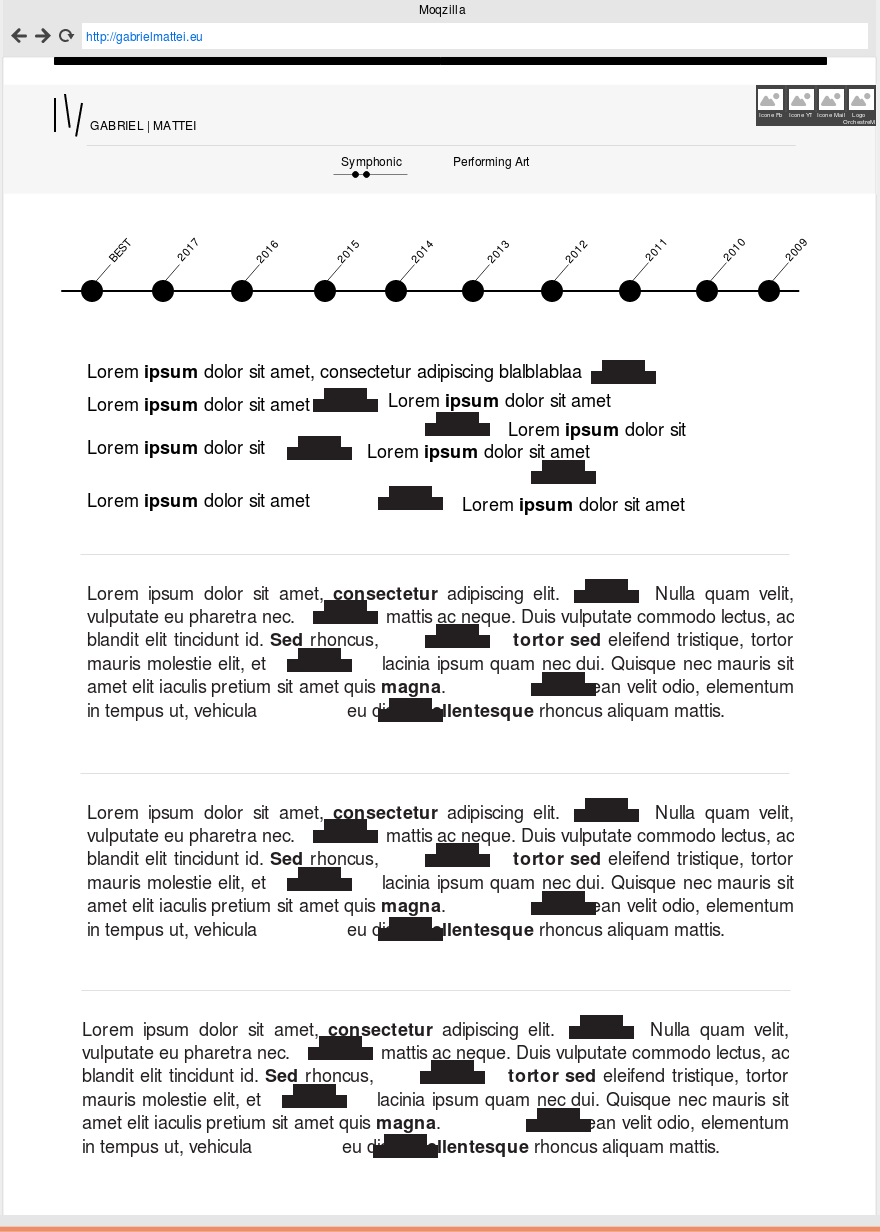 Moqzilla
http://gabrielmattei.eu
GABRIEL | MATTEI
Icone Fb Icone YT Icone Mail Logo
OrchestreM
Symphonic Performing Art
BEST 2017 2016 2015 2014 2013 2012 2011 2010 2009
Lorem ipsum dolor sit amet, consectetur adipiscing blalblablaa
Lorem ipsum dolor sit amet Lorem ipsum dolor sit amet
Lorem ipsum dolor sit
Lorem ipsum dolor sit Lorem ipsum dolor sit amet
Lorem ipsum dolor sit amet Lorem ipsum dolor sit amet
Lorem ipsum dolor sit amet, consectetur adipiscing elit. Nulla quam velit,
vulputate eu pharetra nec. mattis ac neque. Duis vulputate commodo lectus, ac
blandit elit tincidunt id. Sed rhoncus, tortor sed eleifend tristique, tortor
mauris molestie elit, et lacinia ipsum quam nec dui. Quisque nec mauris sit
amet elit iaculis pretium sit amet quis magna. ean velit odio, elementum
in tempus ut, vehicula eu di llentesque rhoncus aliquam mattis.
Lorem ipsum dolor sit amet, consectetur adipiscing elit. Nulla quam velit,
vulputate eu pharetra nec. mattis ac neque. Duis vulputate commodo lectus, ac
blandit elit tincidunt id. Sed rhoncus, tortor sed eleifend tristique, tortor
mauris molestie elit, et lacinia ipsum quam nec dui. Quisque nec mauris sit
amet elit iaculis pretium sit amet quis magna. ean velit odio, elementum
in tempus ut, vehicula eu di llentesque rhoncus aliquam mattis.
Lorem ipsum dolor sit amet, consectetur adipiscing elit. Nulla quam velit,
vulputate eu pharetra nec. mattis ac neque. Duis vulputate commodo lectus, ac
blandit elit tincidunt id. Sed rhoncus, tortor sed eleifend tristique, tortor
mauris molestie elit, et lacinia ipsum quam nec dui. Quisque nec mauris sit
amet elit iaculis pretium sit amet quis magna. ean velit odio, elementum
in tempus ut, vehicula eu di llentesque rhoncus aliquam mattis.